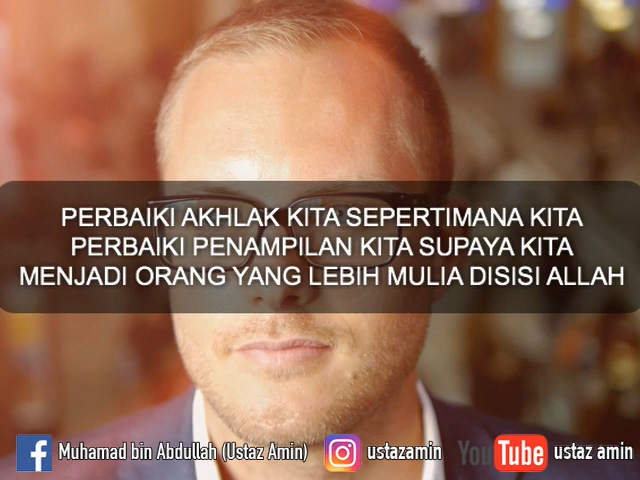 PERBAIKI AKHLAK KITA SEPERTIMANA KITA
PERBAIKI PENAMPILAN KITA SUPAYA KITA
MENJADI ORANG YANG LEBIH MULIA DISISI ALLAH
f Muhamad bin Abdullah (Ustaz Amin) ustazamin YouTube ustaz amin